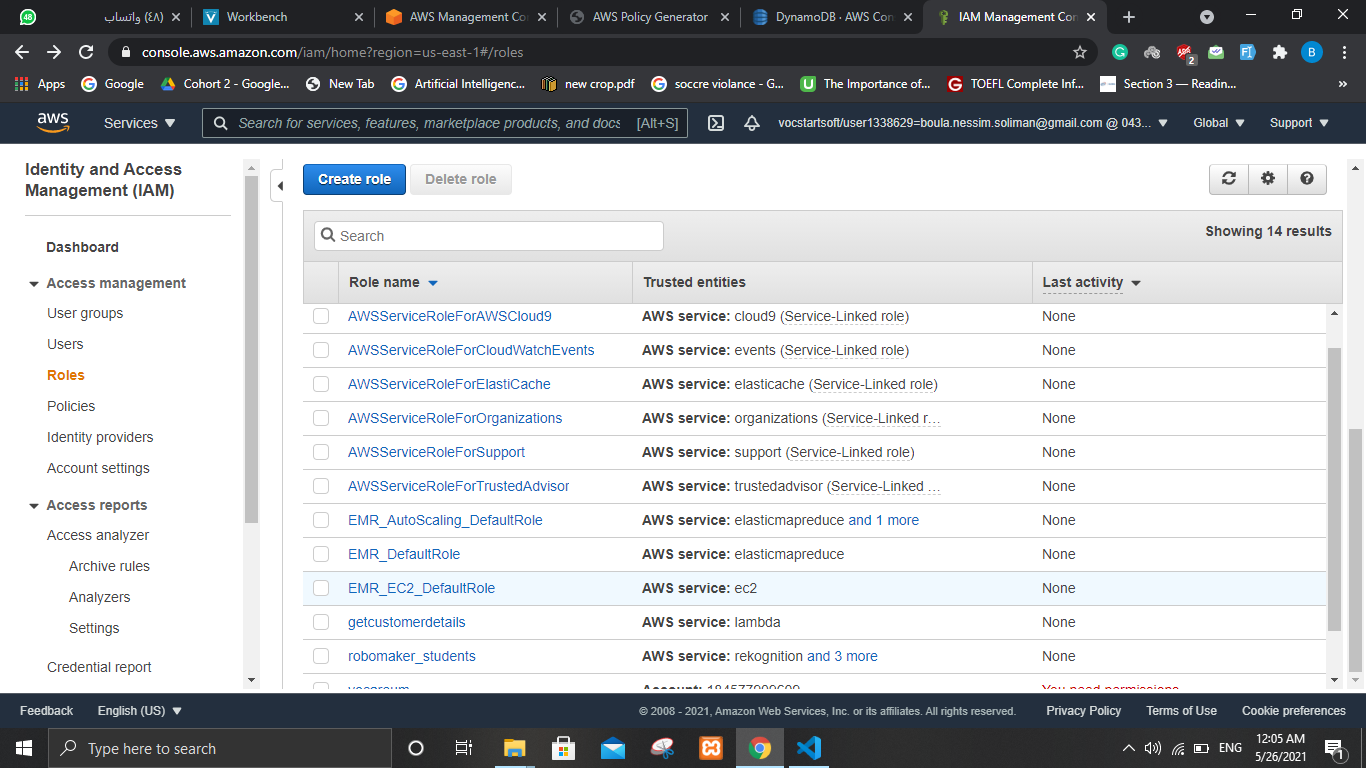 48
(٤٨) واتساب
Workbench
AWS Management Con
AWS Policy Generator
DynamoDB · AWS Con
IAM Management Con
console.aws.amazon.com/iam/home?region=us-east-1#/roles
2
B
Apps
Google
Cohort 2 - Google...
New Tab
Artificial Intelligenc...
new crop.pdf
soccre violance - G...
The Importance of...
TOEFL Complete Inf...
Section 3 — Readin...
»
aws
Services
Search for services, features, marketplace products, and docs
[Alt+S]
vocstartsoft/user1338629=boula.nessim.soliman@gmail.com @ 043...
Global
Support
Identity and Access
Management (IAM)
Dashboard
Access management
User groups
Users
Roles
Policies
Identity providers
Account settings
Access reports
Access analyzer
Archive rules
Analyzers
Settings
Credential report
Create role
Delete role
Search
Showing 14 results
Role name
Trusted entities
Last activity
AWSServiceRoleForAWSCloud9 AWS service: cloud9 (Service-Linked role) None
AWSServiceRoleForCloudWatchEvents AWS service: events (Service-Linked role) None
AWSServiceRoleForElastiCache AWS service: elasticache (Service-Linked role) None
AWSServiceRoleForOrganizations AWS service: organizations (Service-Linked r... None
AWSServiceRoleForSupport AWS service: support (Service-Linked role) None
AWSServiceRoleForTrustedAdvisor AWS service: trustedadvisor (Service-Linked ... None
EMR_AutoScaling_DefaultRole AWS service: elasticmapreduce and 1 more None
EMR_DefaultRole AWS service: elasticmapreduce None
EMR_EC2_DefaultRole AWS service: ec2 None
getcustomerdetails AWS service: lambda None
robomaker_students AWS service: rekognition and 3 more None
Feedback
English (US)
© 2008 - 2021, Amazon Web Services, Inc. or its affiliates. All rights reserved.
Privacy Policy
Terms of Use
Cookie preferences
Type here to search
ENG
12:05 AM
5/26/2021
1